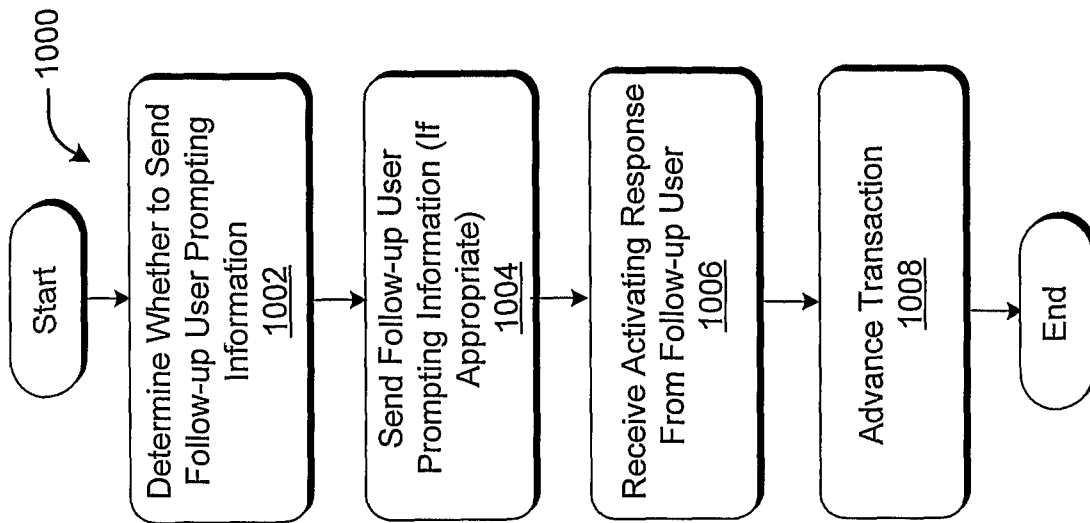 1000
Start
Determine Whether to Send
Follow-up User Prompting
Information
1002
Send Follow-up User
Prompting Information (If
Appropriate)
1004
Receive Activating Response
From Follow-up User
1006
Advance Transaction
1008
End